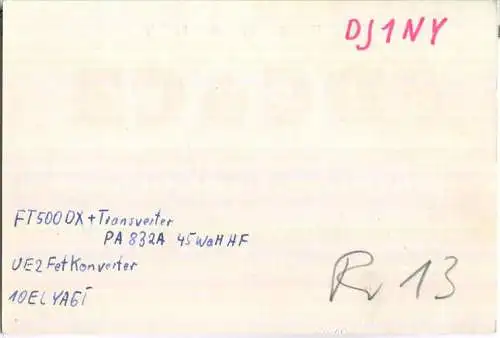 DJ1NY
FT500DX + Transverter
PA 832A 45 Watt HF
UE2 Fet Konverter
10EL YAGI
Rv 13